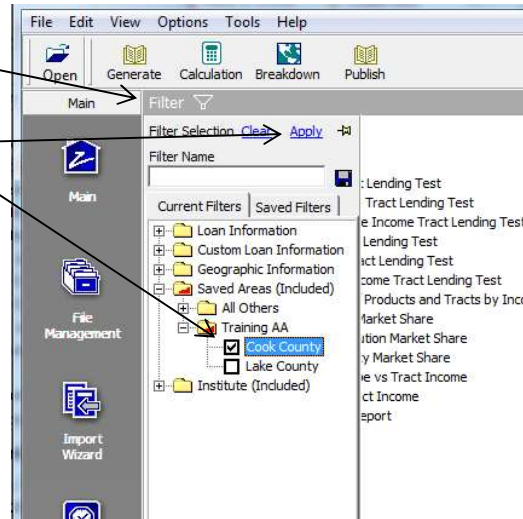 File Edit View Options Tools Help
Open Generate Calculation Breakdown Publish
Main
Filter
Filter Selection Clear Apply
Filter Name
Current Filters Saved Filters
Loan Information
Custom Loan Information
Geographic Information
Saved Areas (Included)
All Others
Training AA
Cook County
Lake County
Institute (Included)
Main
File
Management
Import
Wizard
Lending Test
Tract Lending Test
Income Tract Lending Test
Lending Test
Lending Test
Tract Lending Test
Products and Tracts by
Market Share
Market Share
Market Share
vs Tract Income
Income